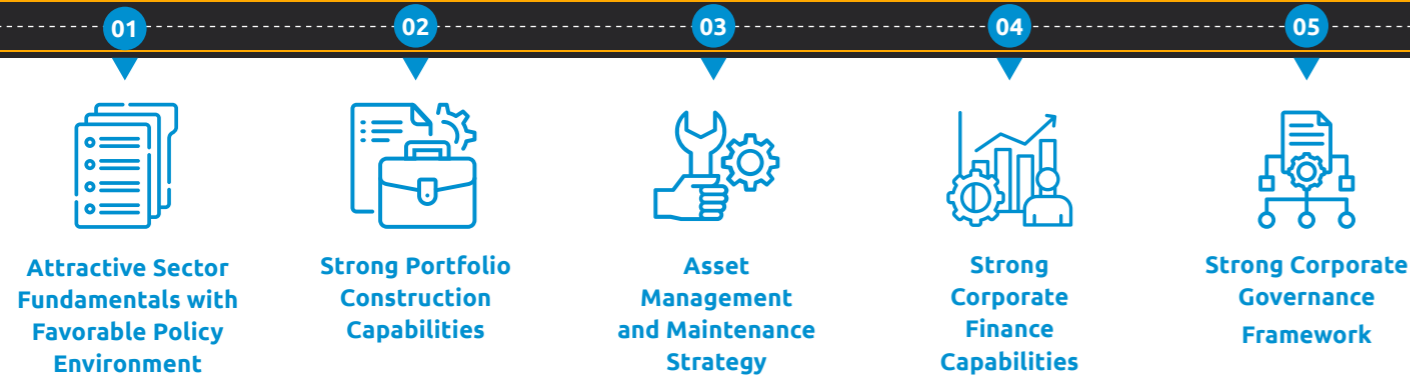 01
02
03
04
05
Attractive Sector
Fundamentals with
Favorable Policy
Environment
Strong Portfolio
Construction
Capabilities
Asset
Management
and Maintenance
Strategy
Strong
Corporate
Finance
Capabilities
Strong Corporate
Governance
Framework